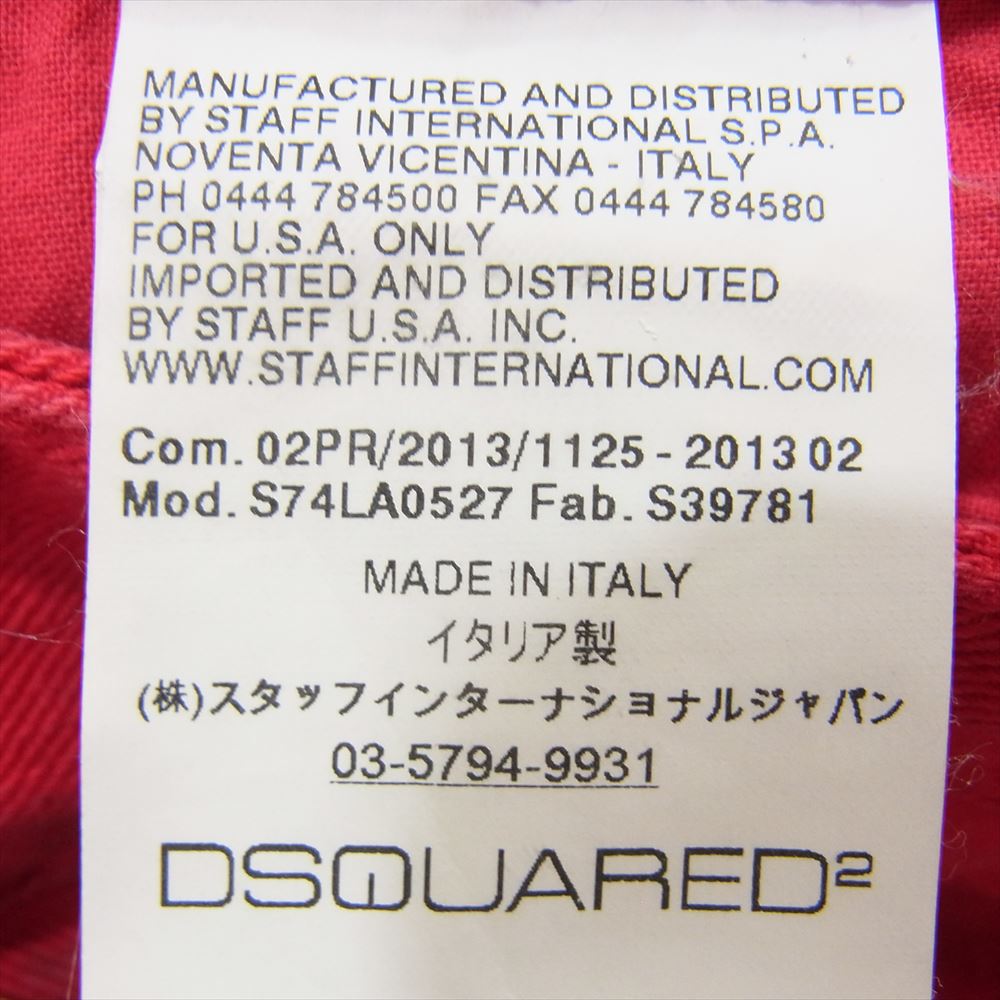 MANUFACTURED AND DISTRIBUTED
BY STAFF INTERNATIONAL S.P.A.
NOVENTA VICENTINA - ITALY
PH 0444 784500 FAX 0444 784580
FOR U.S.A. ONLY
IMPORTED AND DISTRIBUTED
BY STAFF U.S.A. INC.
WWW.STAFFINTERNATIONAL.COM
Com. 02PR/2013/1125 - 2013 02
Mod. S74LA0527 Fab. S39781
MADE IN ITALY
イタリア製
(株)スタッフインターナショナルジャパン
03-5794-9931
DSQUARED²